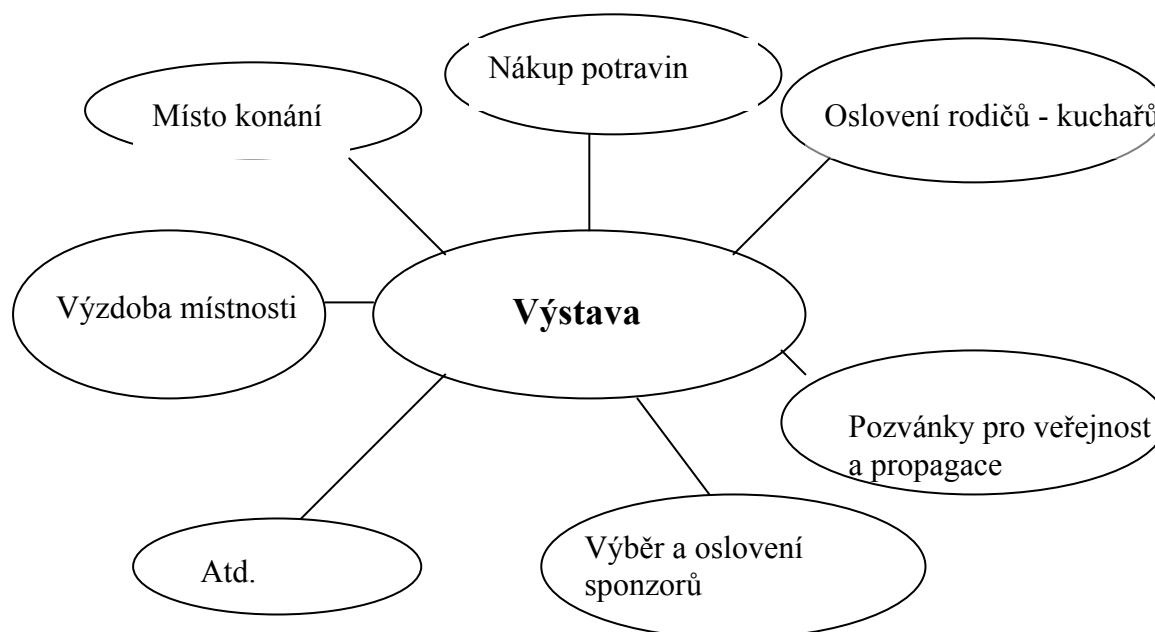 Nákup potravin
Místo konání
Oslovení rodičů - kuchařů
Výzdoba místnosti
Výstava
Pozvánky pro veřejnost
a propagace
Výběr a oslovení
sponzorů
Atd.